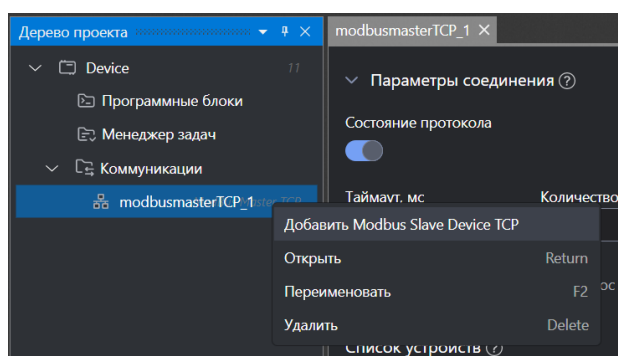 Дерево проекта
modbusmasterTCP_1
Device 11
Параметры соединения
Программные блоки
Состояние протокола
Менеджер задач
Коммуникации
modbusmasterTCP_1
Таймаут, мс Количество
Добавить Modbus Slave Device TCP
Открыть Return
Переименовать F2
Удалить Delete
Список устройств